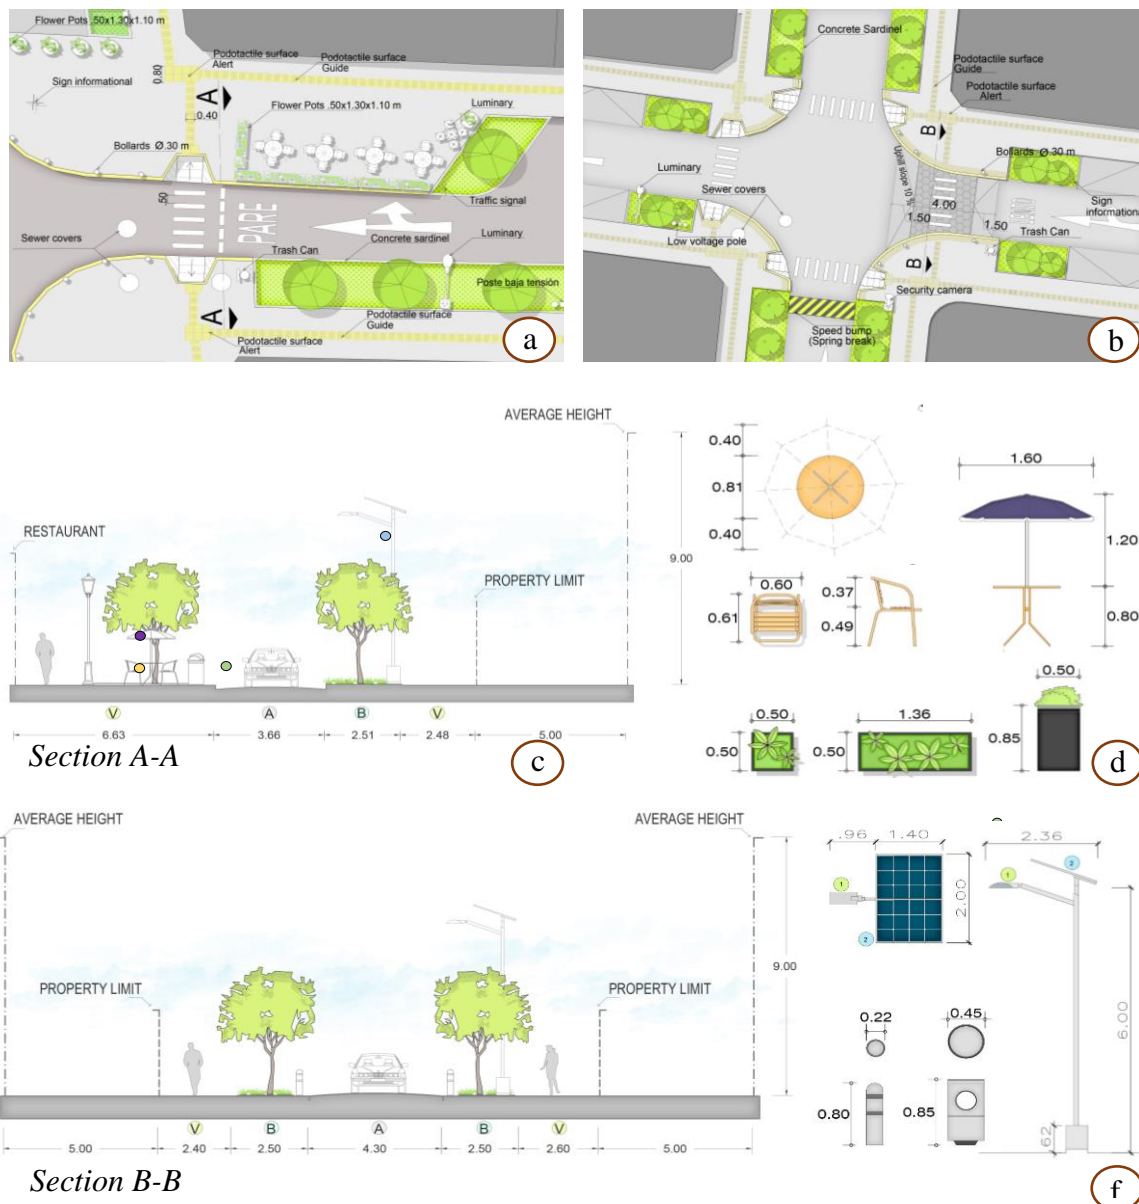 Flower Pots .50x1.30x1.10 m
Podotactile surface
Alert
Podotactile surface
Guide
Sign informational
0.80
A
Flower Pots .50x1.30x1.10 m
Luminary
0.40
Bollards Ø.30 m
.50
PARE
Traffic signal
Sewer covers
Concrete sardinel
Luminary
Trash Can
Poste baja tensión
A
Podotactile surface
Guide
Podotactile surface
Alert
a
Concrete Sardinel
Podotactile surface
Guide
Podotactile surface
Alert
B
Bollards Ø.30 m
Luminary
Uphill slope 10 %
Sewer covers
4.00
1.50
1.50
Sign
information
Trash Can
Low voltage pole
B
Security camera
Speed bump
(Spring break)
b
AVERAGE HEIGHT
RESTAURANT
PROPERTY LIMIT
9.00
V
A
B
V
6.63
3.66
2.51
2.48
5.00
Section A-A
c
0.40
0.81
0.40
1.60
1.20
0.80
0.60
0.61
0.37
0.49
0.50
0.50
1.36
0.50
0.50
0.85
d
AVERAGE HEIGHT
AVERAGE HEIGHT
PROPERTY LIMIT
PROPERTY LIMIT
9.00
V
B
A
B
V
5.00
2.40
2.50
4.30
2.50
2.60
5.00
Section B-B
.96
1.40
2.00
1
2
2.36
1
2
6.00
.62
0.22
0.45
0.80
0.85
f